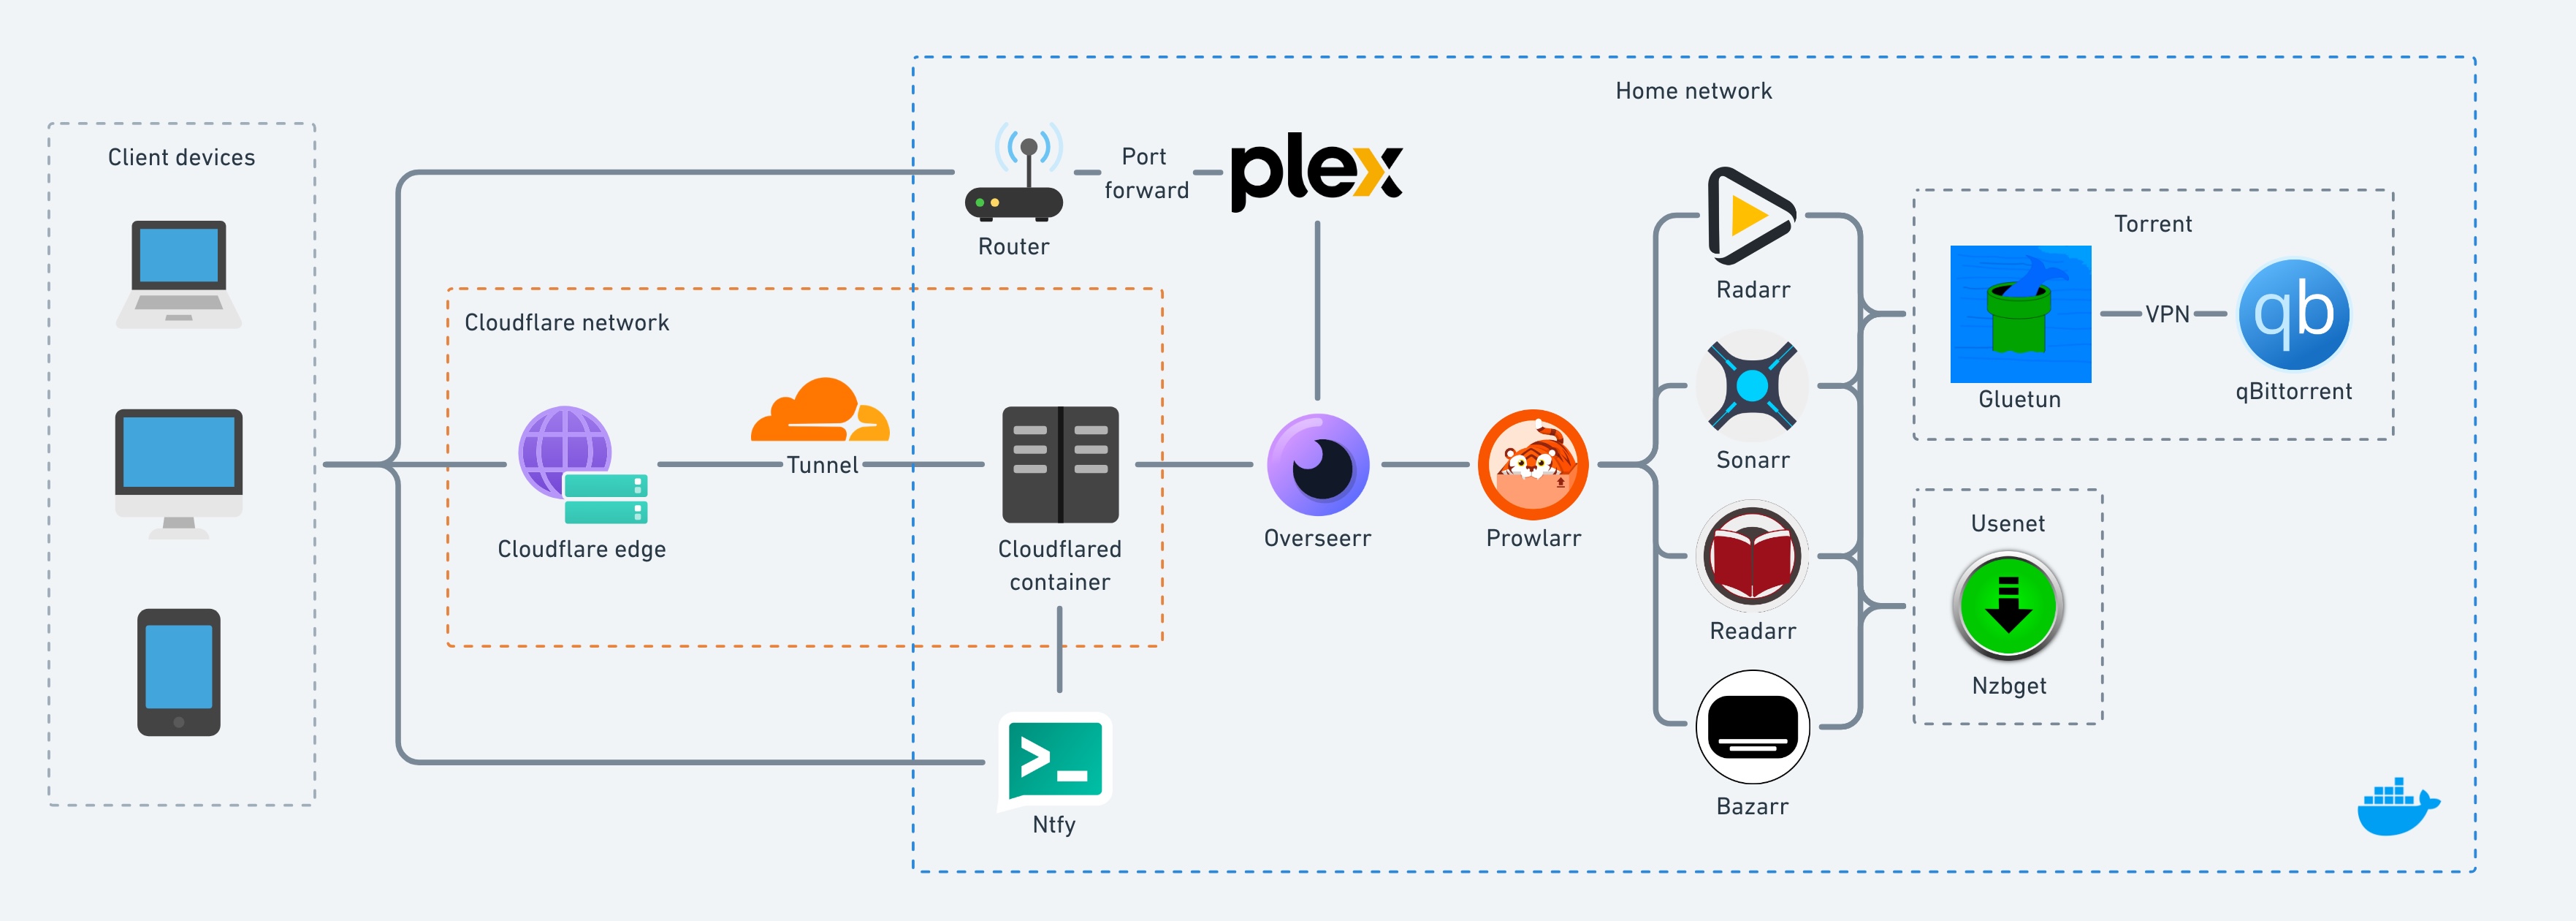 Home network
Client devices
Port
forward
plex
Router
Cloudflare network
Tunnel
Cloudflare edge
Cloudflared
container
Ntfy
>_
Overseerr
Prowlarr
Radarr
Sonarr
Readarr
Bazarr
Torrent
VPN
qb
Gluetun
qBittorrent
Usenet
Nzbget